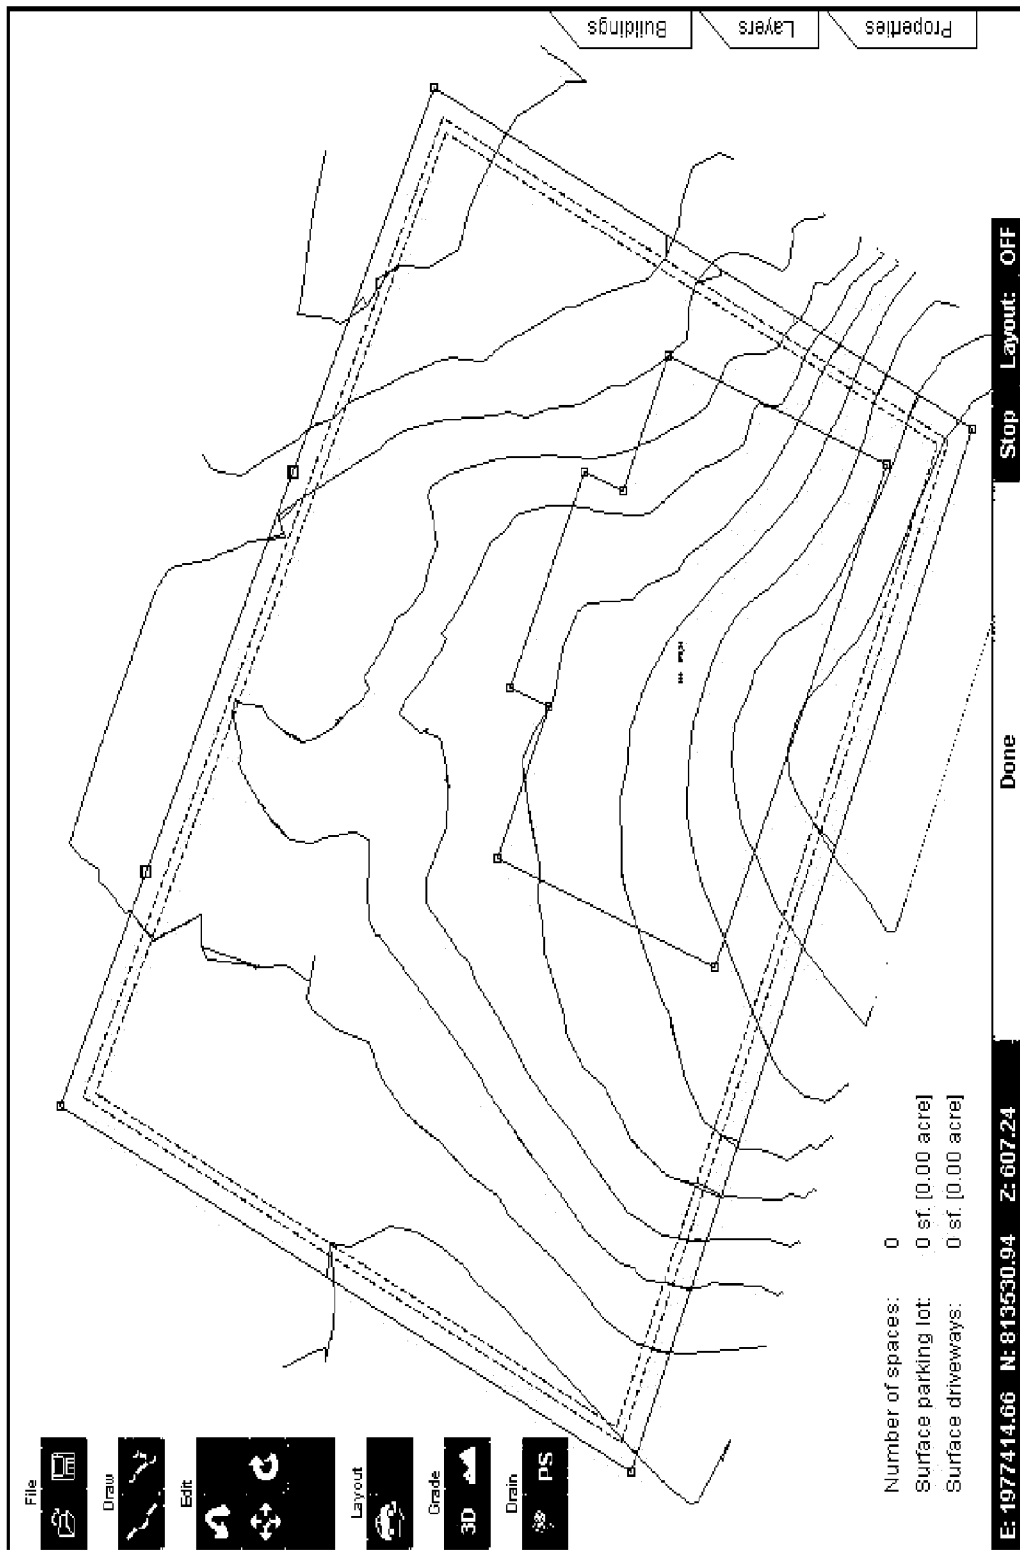 File
Draw
Edit
Layout
Grade
3D
Drain
PS
Buildings
Layers
Properties
Number of spaces: 0
Surface parking lot: 0 sf. [0.00 acre]
Surface driveways: 0 sf. [0.00 acre]
E: 1977414.66 N: 813530.94 Z: 607.24
Done
Stop
Layout: OFF